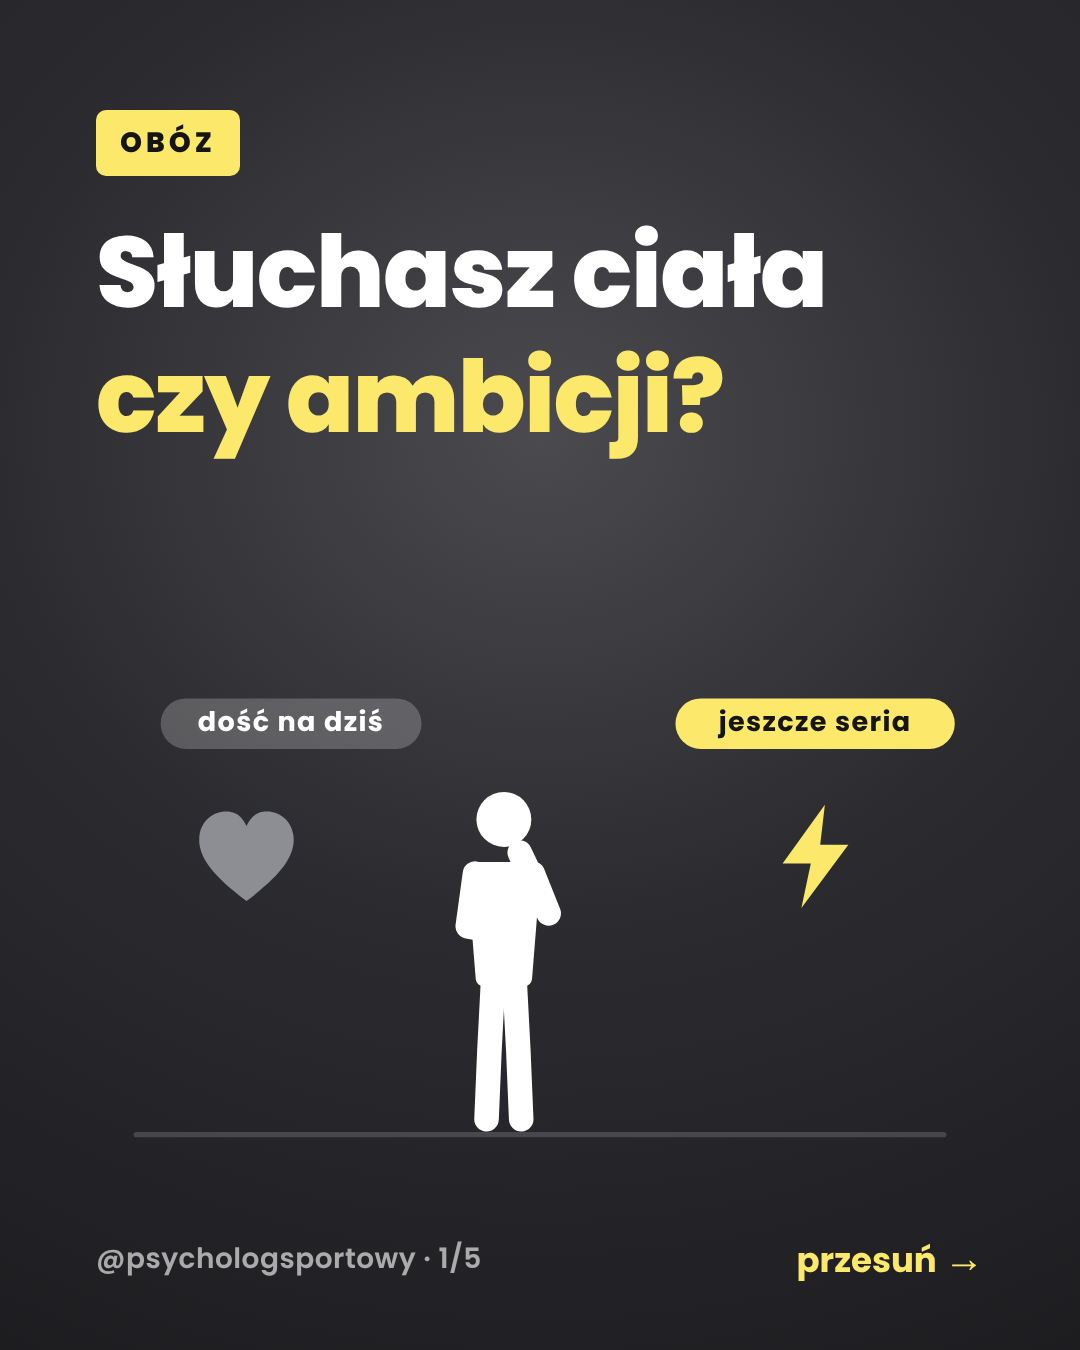 OBÓZ
Słuchasz ciała
czy ambicji?
dość na dziś
jeszcze seria
@psychologsportowy · 1/5
przesuń →